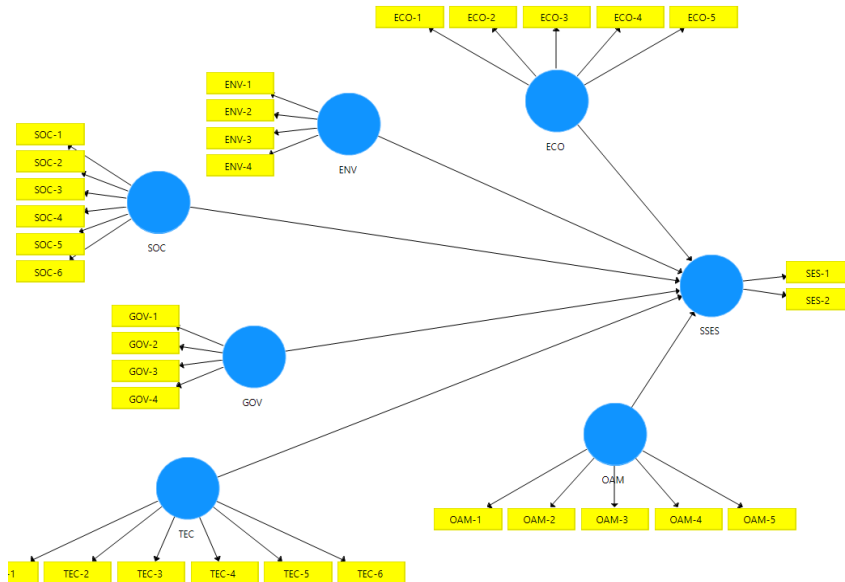 ECO-1 ECO-2 ECO-3 ECO-4 ECO-5
ECO
ENV-1
ENV-2
ENV-3
ENV-4
ENV
SOC-1
SOC-2
SOC-3
SOC-4
SOC-5
SOC-6
SOC
SES-1
SES-2
SSES
GOV-1
GOV-2
GOV-3
GOV-4
GOV
OAM
OAM-1 OAM-2 OAM-3 OAM-4 OAM-5
TEC
-1 TEC-2 TEC-3 TEC-4 TEC-5 TEC-6